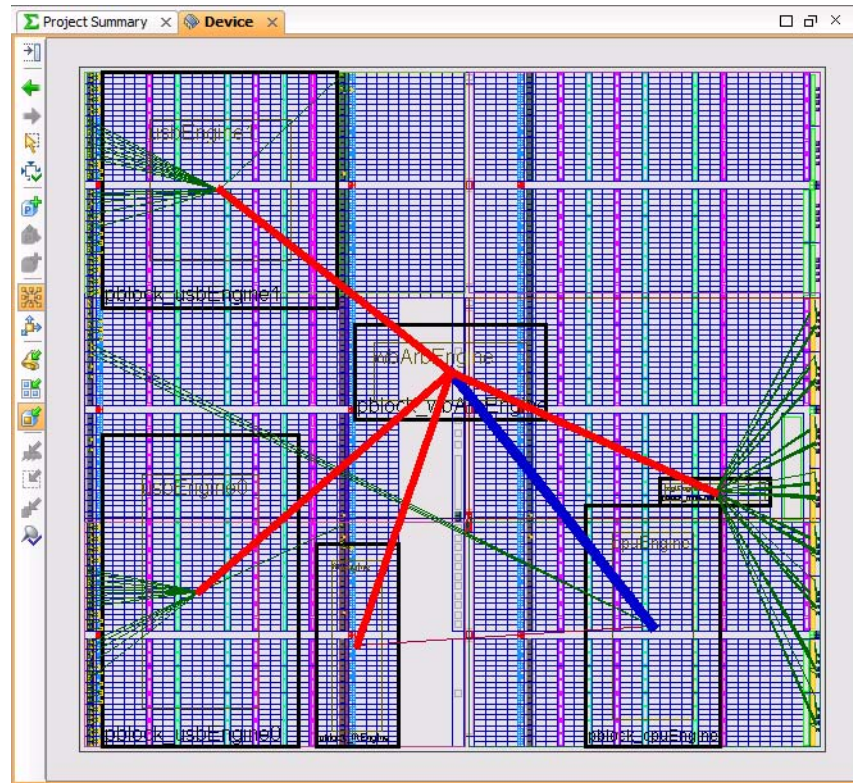 Σ Project Summary × Device ×
usbEngine1
pblock_usbEngine1
wbArbEngine
pblock_wbArbEngine
usbEngine0
cpuEngine
pblock_usbEngine0
pblock_cpuEngine